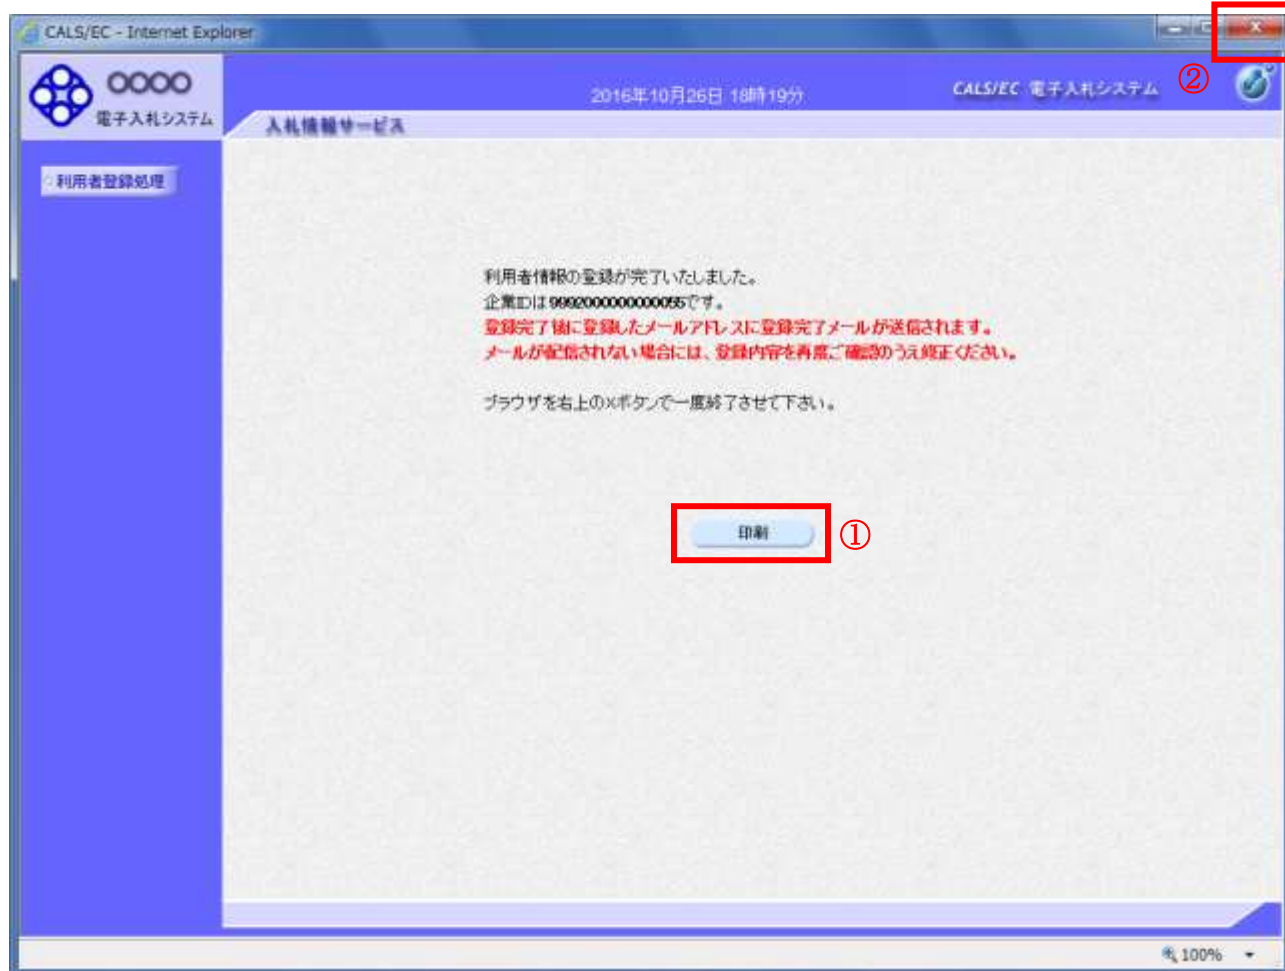 CALS/EC - Internet Explorer
〇〇〇〇
電子入札システム
2016年10月26日 18時19分
CALS/EC 電子入札システム
②
入札情報サービス
利用者登録処理
利用者情報の登録が完了いたしました。
企業IDは9992000000000055です。
登録完了後に登録したメールアドレスに登録完了メールが送信されます。
メールが配信されない場合には、登録内容を再度ご確認のうえ修正ください。
ブラウザを右上の×ボタンで一度終了させて下さい。
印刷
①
100%